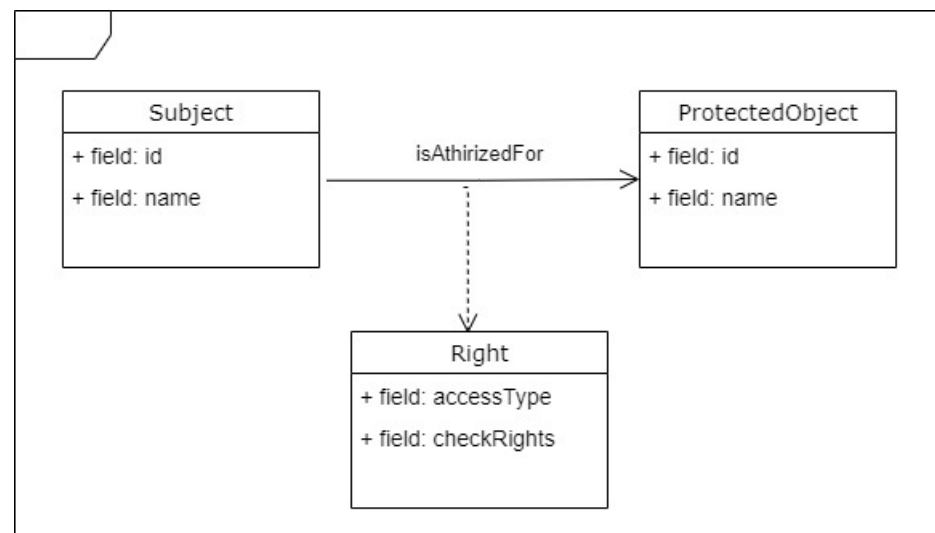 Subject
+ field: id
+ field: name
isAthirizedFor
ProtectedObject
+ field: id
+ field: name
Right
+ field: accessType
+ field: checkRights